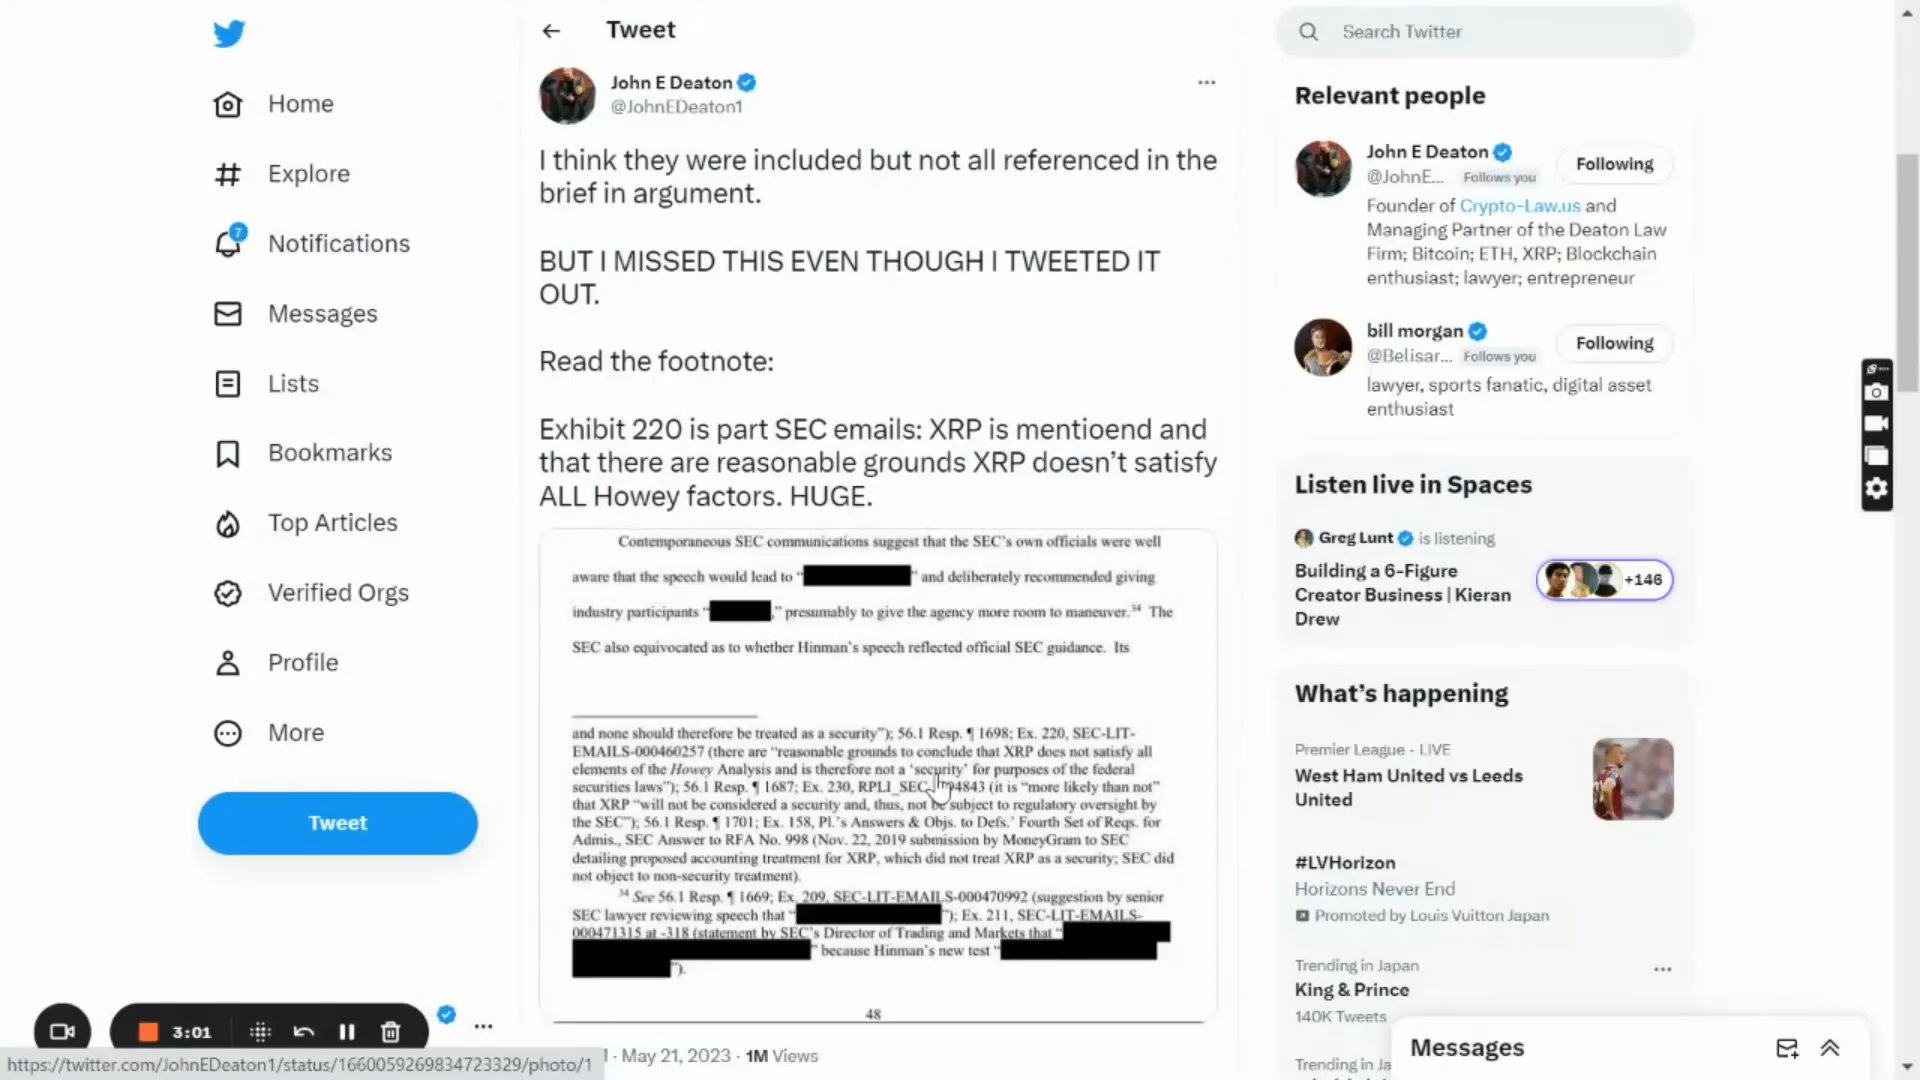 Home
Explore
7
Notifications
Messages
Lists
Bookmarks
Top Articles
Verified Orgs
Profile
More
Tweet
3:01
https://twitter.com/JohnEDeaton1/status/1660059269834723329/photo/1
Tweet
John E Deaton
@JohnEDeaton1
I think they were included but not all referenced in the
brief in argument.
BUT I MISSED THIS EVEN THOUGH I TWEETED IT
OUT.
Read the footnote:
Exhibit 220 is part SEC emails: XRP is mentioend and
that there are reasonable grounds XRP doesn't satisfy
ALL Howey factors. HUGE.
Contemporaneous SEC communications suggest that the SEC's own officials were well
aware that the speech would lead to " " and deliberately recommended giving
industry participants " ," presumably to give the agency more room to maneuver.34 The
SEC also equivocated as to whether Hinman's speech reflected official SEC guidance. Its
and none should therefore be treated as a security"); 56.1 Resp. ¶ 1698; Ex. 220, SEC-LIT-
EMAILS-000460257 (there are "reasonable grounds to conclude that XRP does not satisfy all
elements of the Howey Analysis and is therefore not a 'security' for purposes of the federal
securities laws"); 56.1 Resp. ¶ 1687; Ex. 230, RPLI_SEC 4843 (it is "more likely than not"
that XRP "will not be considered a security and, thus, not be subject to regulatory oversight by
the SEC"); 56.1 Resp. ¶ 1701; Ex. 158, Pl.'s Answers & Objs. to Defs.' Fourth Set of Reqs. for
Admis., SEC Answer to RFA No. 998 (Nov. 22, 2019 submission by MoneyGram to SEC
detailing proposed accounting treatment for XRP, which did not treat XRP as a security; SEC did
not object to non-security treatment).
34 See 56.1 Resp. ¶ 1669; Ex. 209, SEC-LIT-EMAILS-000470992 (suggestion by senior
SEC lawyer reviewing speech that " "); Ex. 211, SEC-LIT-EMAILS-
000471315 at -318 (statement by SEC's Director of Trading and Markets that "
" because Hinman's new test "
").
48
· May 21, 2023 · 1M Views
Search Twitter
Relevant people
John E Deaton
Following
@JohnE... Follows you
Founder of Crypto-Law.us and
Managing Partner of the Deaton Law
Firm; Bitcoin; ETH, XRP; Blockchain
enthusiast; lawyer; entrepreneur
bill morgan
Following
@Belisar... Follows you
lawyer, sports fanatic, digital asset
enthusiast
Listen live in Spaces
Greg Lunt is listening
Building a 6-Figure
Creator Business | Kieran
Drew
+146
What's happening
Premier League · LIVE
West Ham United vs Leeds
United
#LVHorizon
Horizons Never End
Promoted by Louis Vuitton Japan
Trending in Japan
King & Prince
140K Tweets
Trending in Ja
Messages